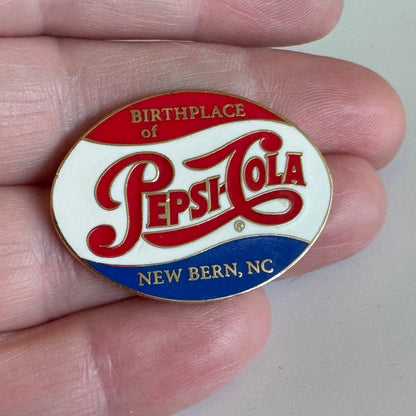 BIRTHPLACE
of
PEPSI-COLA
©
NEW BERN, NC